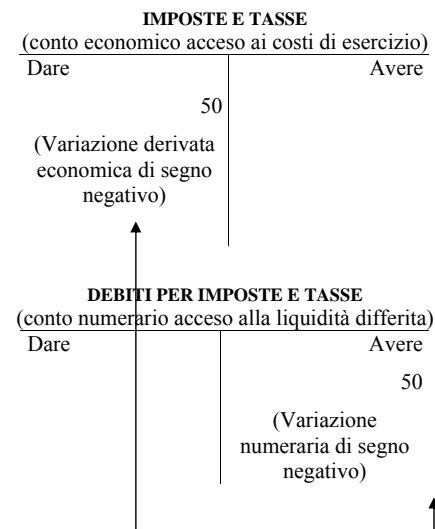 IMPOSTE E TASSE
(conto economico acceso ai costi di esercizio)
Dare Avere
50
(Variazione derivata
economica di segno
negativo)
DEBITI PER IMPOSTE E TASSE
(conto numerario acceso alla liquidità differita)
Dare Avere
50
(Variazione
numeraria di segno
negativo)